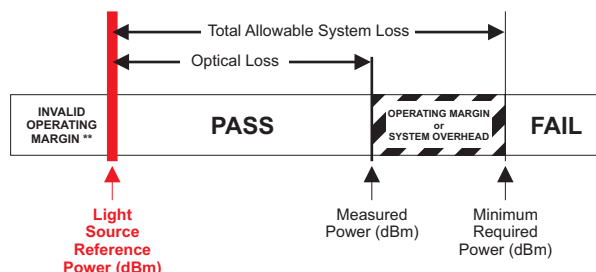 Total Allowable System Loss
Optical Loss
INVALID
OPERATING
MARGIN **
PASS
OPERATING MARGIN
or
SYSTEM OVERHEAD
FAIL
Light
Source
Reference
Power (dBm)
Measured
Power (dBm)
Minimum
Required
Power (dBm)